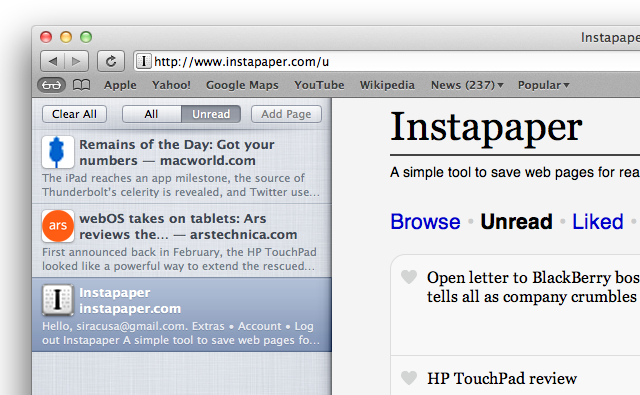 Instapape
I http://www.instapaper.com/u
Apple Yahoo! Google Maps YouTube Wikipedia News (237) Popular
Clear All All Unread Add Page
Remains of the Day: Got your
numbers — macworld.com
The iPad reaches an app milestone, the source of
Thunderbolt's celerity is revealed, and Twitter use...
ars
webOS takes on tablets: Ars
reviews the... — arstechnica.com
First announced back in February, the HP TouchPad
looked like a powerful way to extend the rescued...
I
Instapaper
instapaper.com
Hello, siracusa@gmail.com. Extras • Account • Log
out Instapaper A simple tool to save web pages fo...
Instapaper
A simple tool to save web pages for rea
Browse • Unread • Liked •
Open letter to BlackBerry bos
tells all as company crumbles
HP TouchPad review